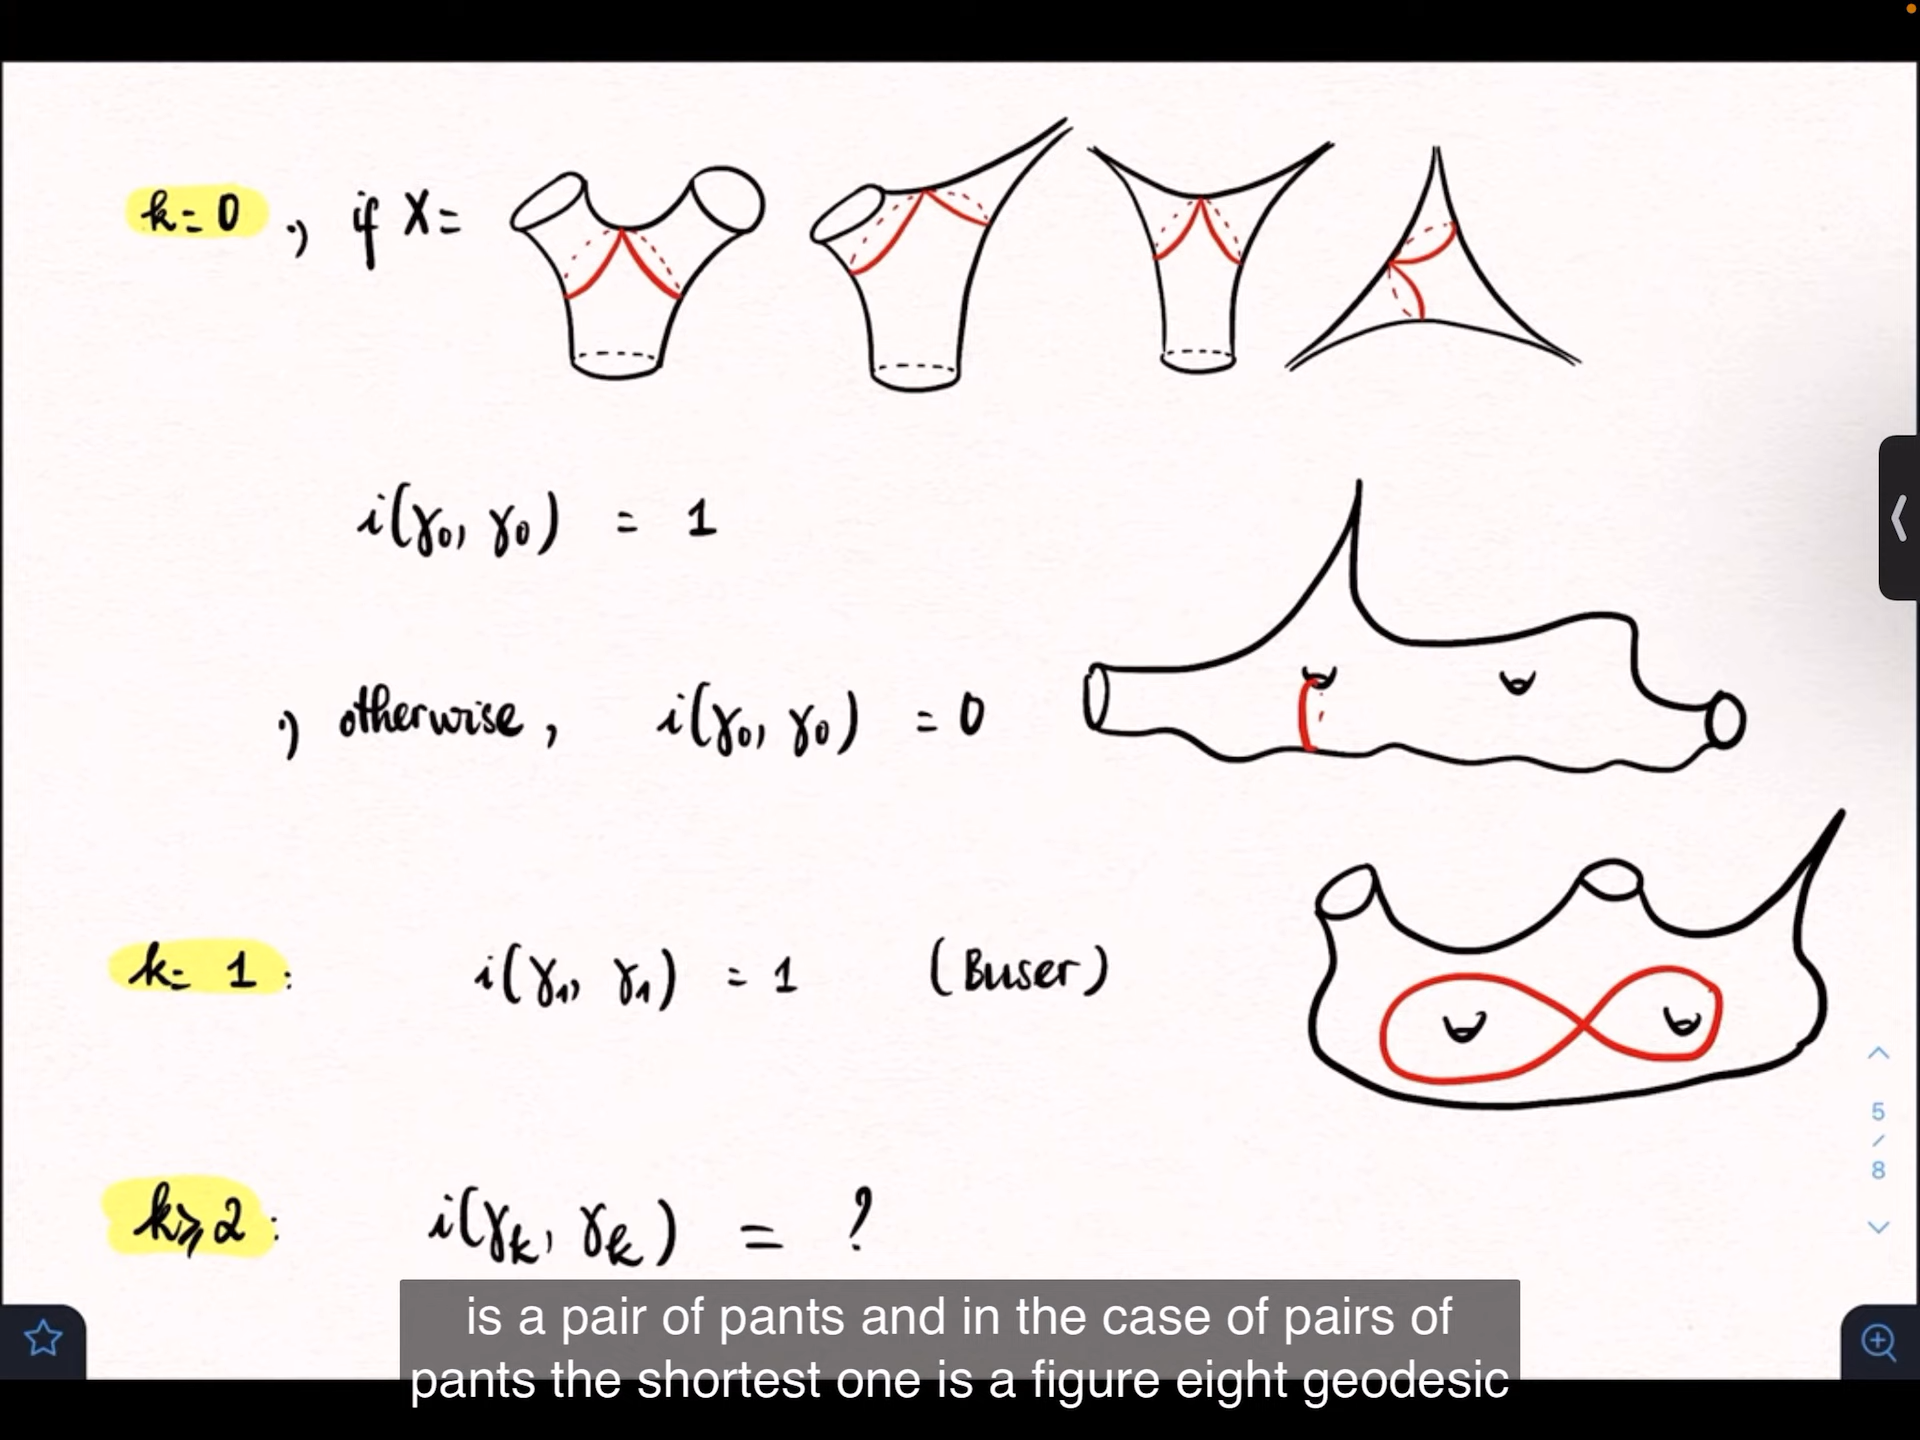 k = 0 ·) if X =
i(γ₀, γ₀) = 1
·) otherwise, i(γ₀, γ₀) = 0
k = 1 : i(γ₁, γ₁) = 1 (Buser)
k ⩾ 2 : i(γₖ, γₖ) = ?
5
/
8
is a pair of pants and in the case of pairs of
pants the shortest one is a figure eight geodesic